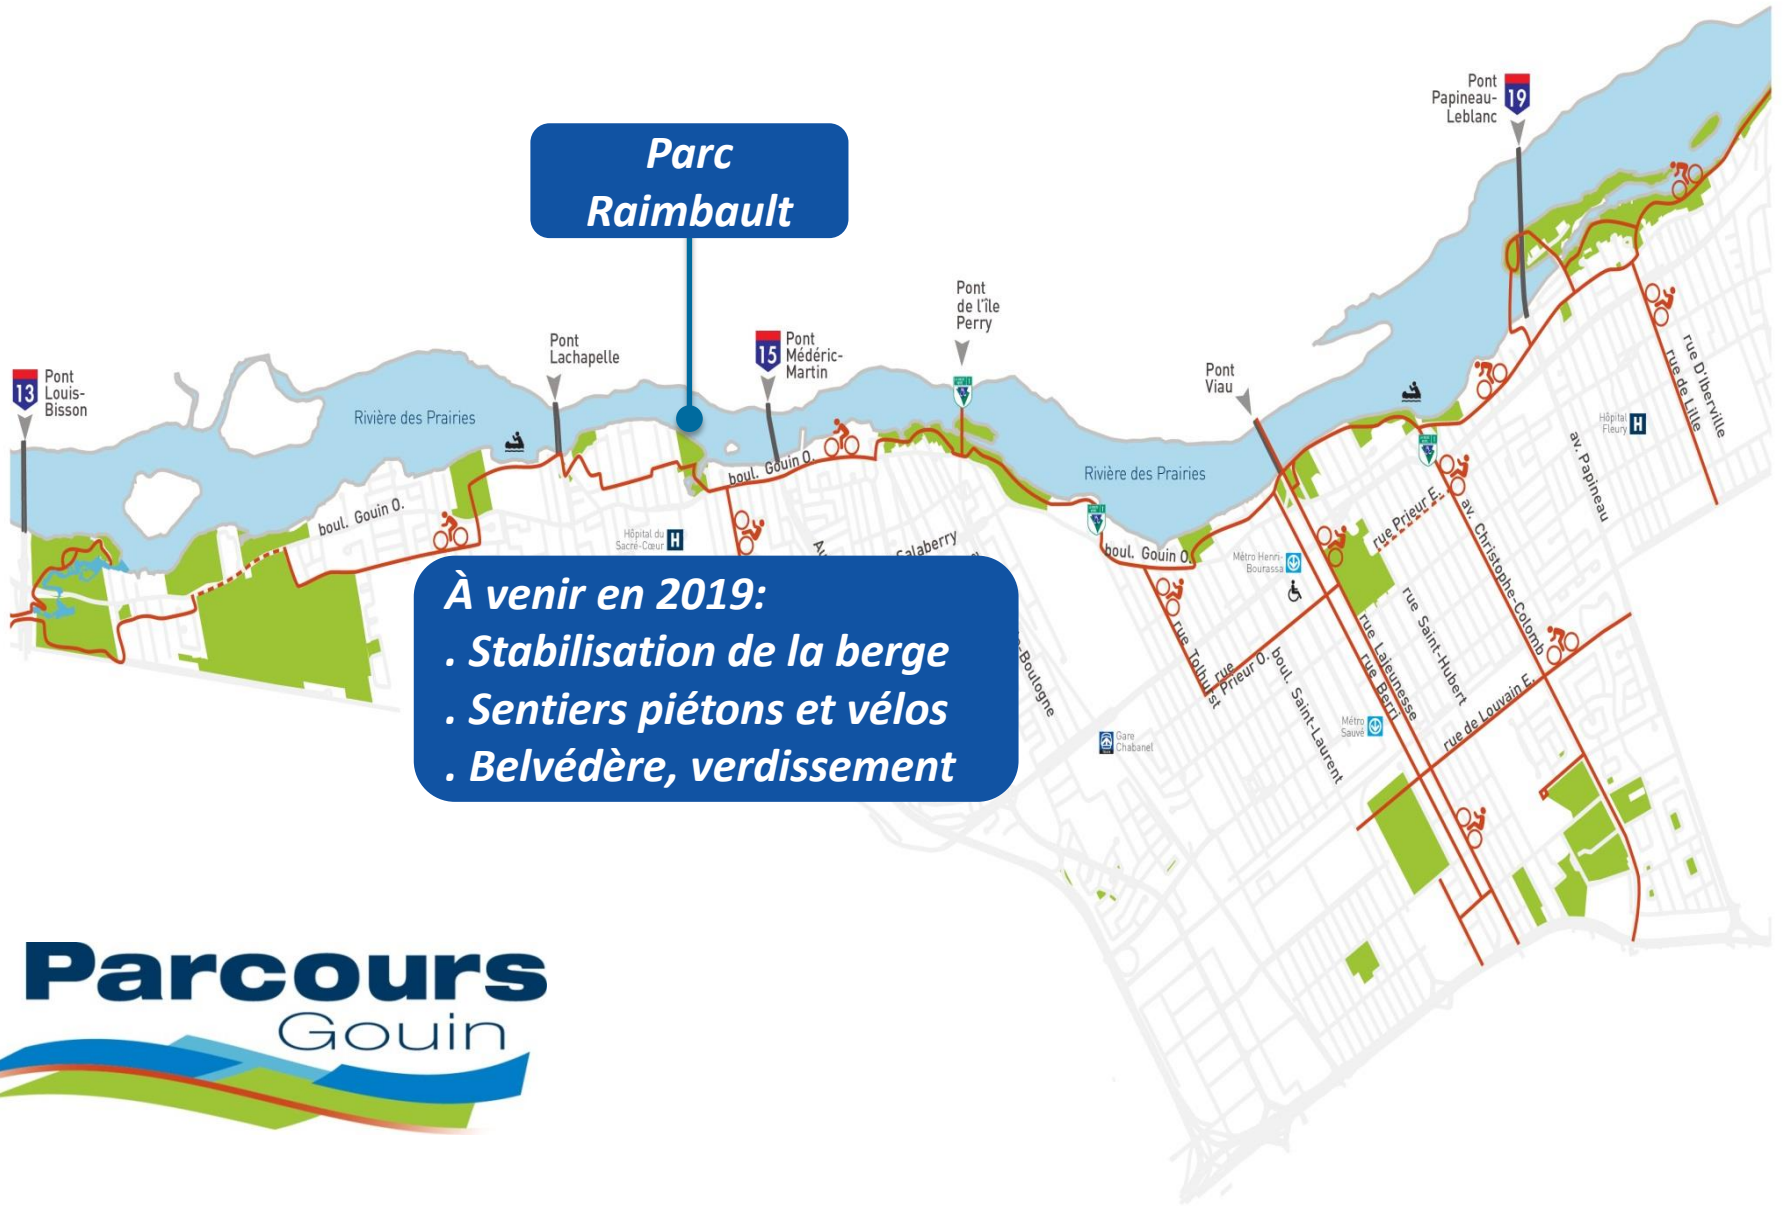 Pont
Papineau-
Leblanc
19
Parc
Raimbault
Pont
de l'île
Perry
Pont
Lachapelle
15
Pont
Médéric-
Martin
Pont
Viau
13
Pont
Louis-
Bisson
Rivière des Prairies
Rivière des Prairies
boul. Gouin O.
boul. Gouin O.
boul. Gouin O.
Hôpital du
Sacré-Cœur
H
Salaberry
Métro Henri-
Bourassa
Hôpital
Fleury
H
rue D'Iberville
rue de Lille
av. Papineau
rue Prieur E.
av. Christophe-Colomb
rue Saint-Hubert
rue Lajeunesse
rue Berri
rue Tolhurst
rue
Prieur O.
boul. Saint-Laurent
rue de Louvain E.
Métro
Sauvé
Gare
Chabanel
-Boulogne
À venir en 2019:
. Stabilisation de la berge
. Sentiers piétons et vélos
. Belvédère, verdissement
Parcours
Gouin